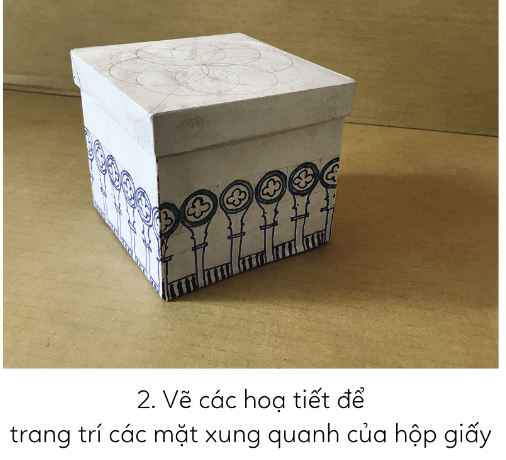 2. Vẽ các hoạ tiết để
trang trí các mặt xung quanh của hộp giấy